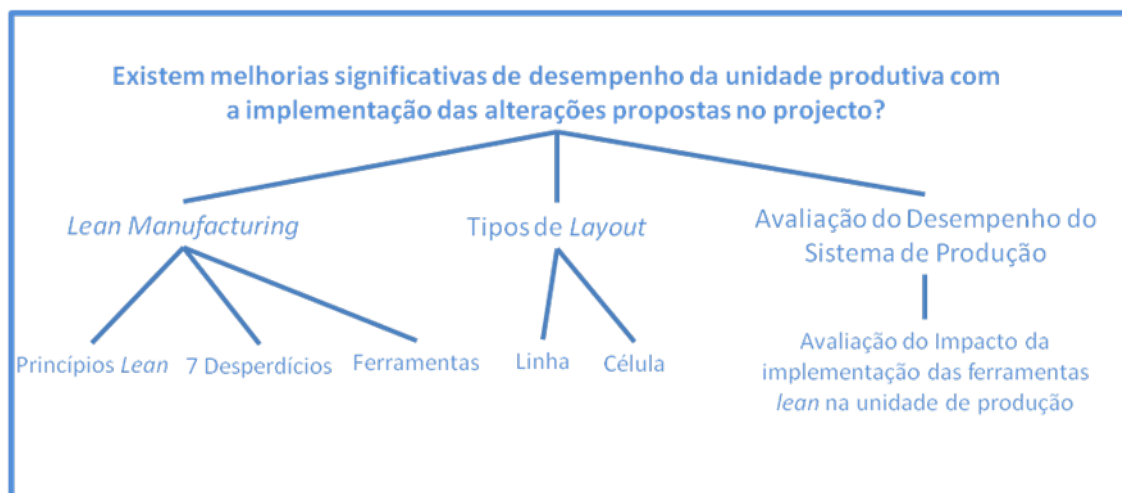 Existem melhorias significativas de desempenho da unidade produtiva com
a implementação das alterações propostas no projecto?
Lean Manufacturing
Tipos de Layout
Avaliação do Desempenho do
Sistema de Produção
Princípios Lean
7 Desperdícios
Ferramentas
Linha
Célula
Avaliação do Impacto da
implementação das ferramentas
lean na unidade de produção